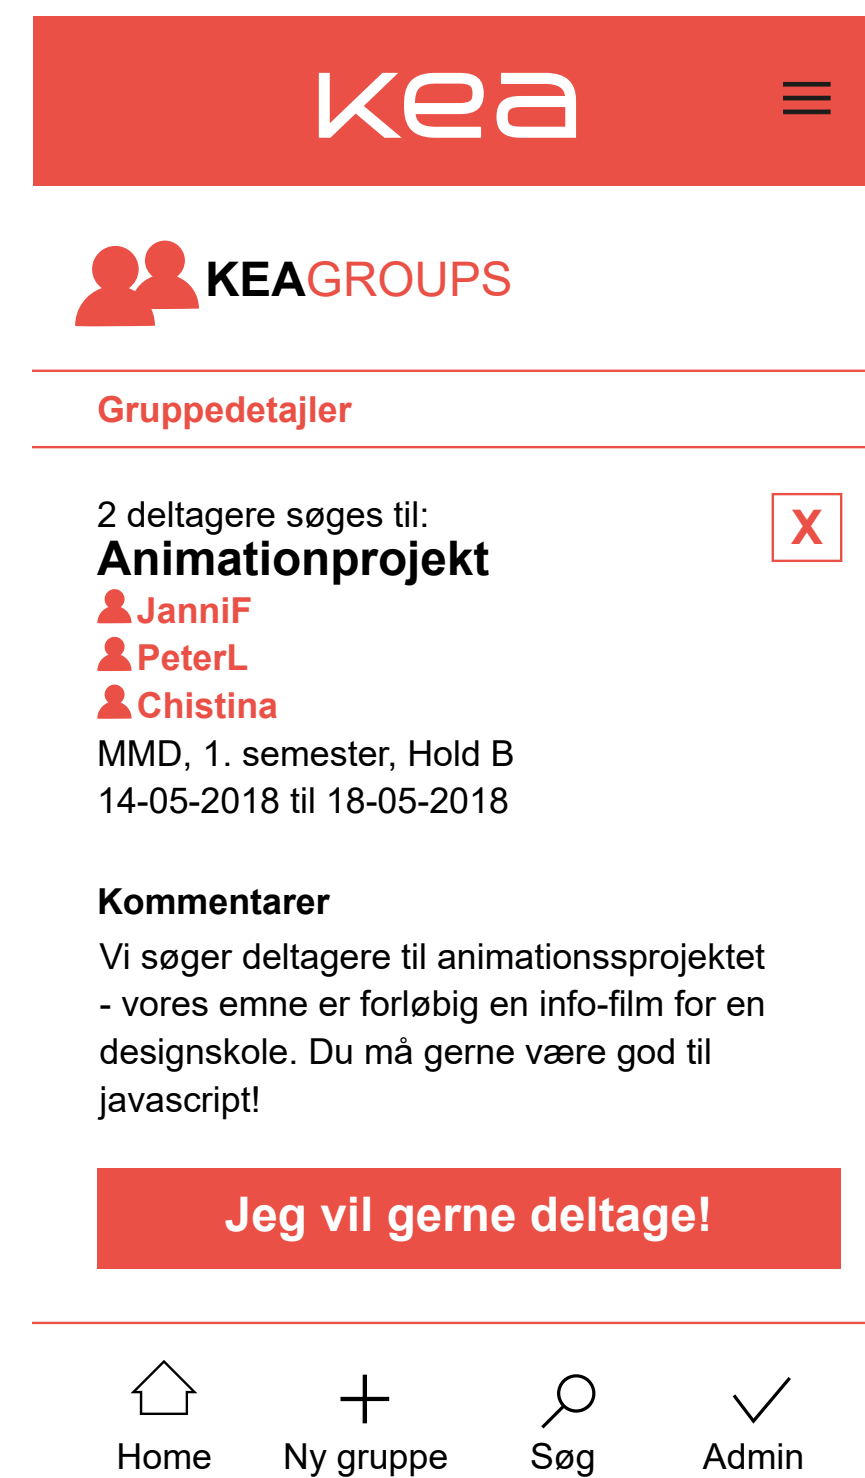 kea
KEAGROUPS
Gruppedetajler
2 deltagere søges til:
X
Animationprojekt
JanniF
PeterL
Chistina
MMD, 1. semester, Hold B
14-05-2018 til 18-05-2018
Kommentarer
Vi søger deltagere til animationssprojektet
- vores emne er forløbig en info-film for en
designskole. Du må gerne være god til
javascript!
Jeg vil gerne deltage!
Home Ny gruppe Søg Admin